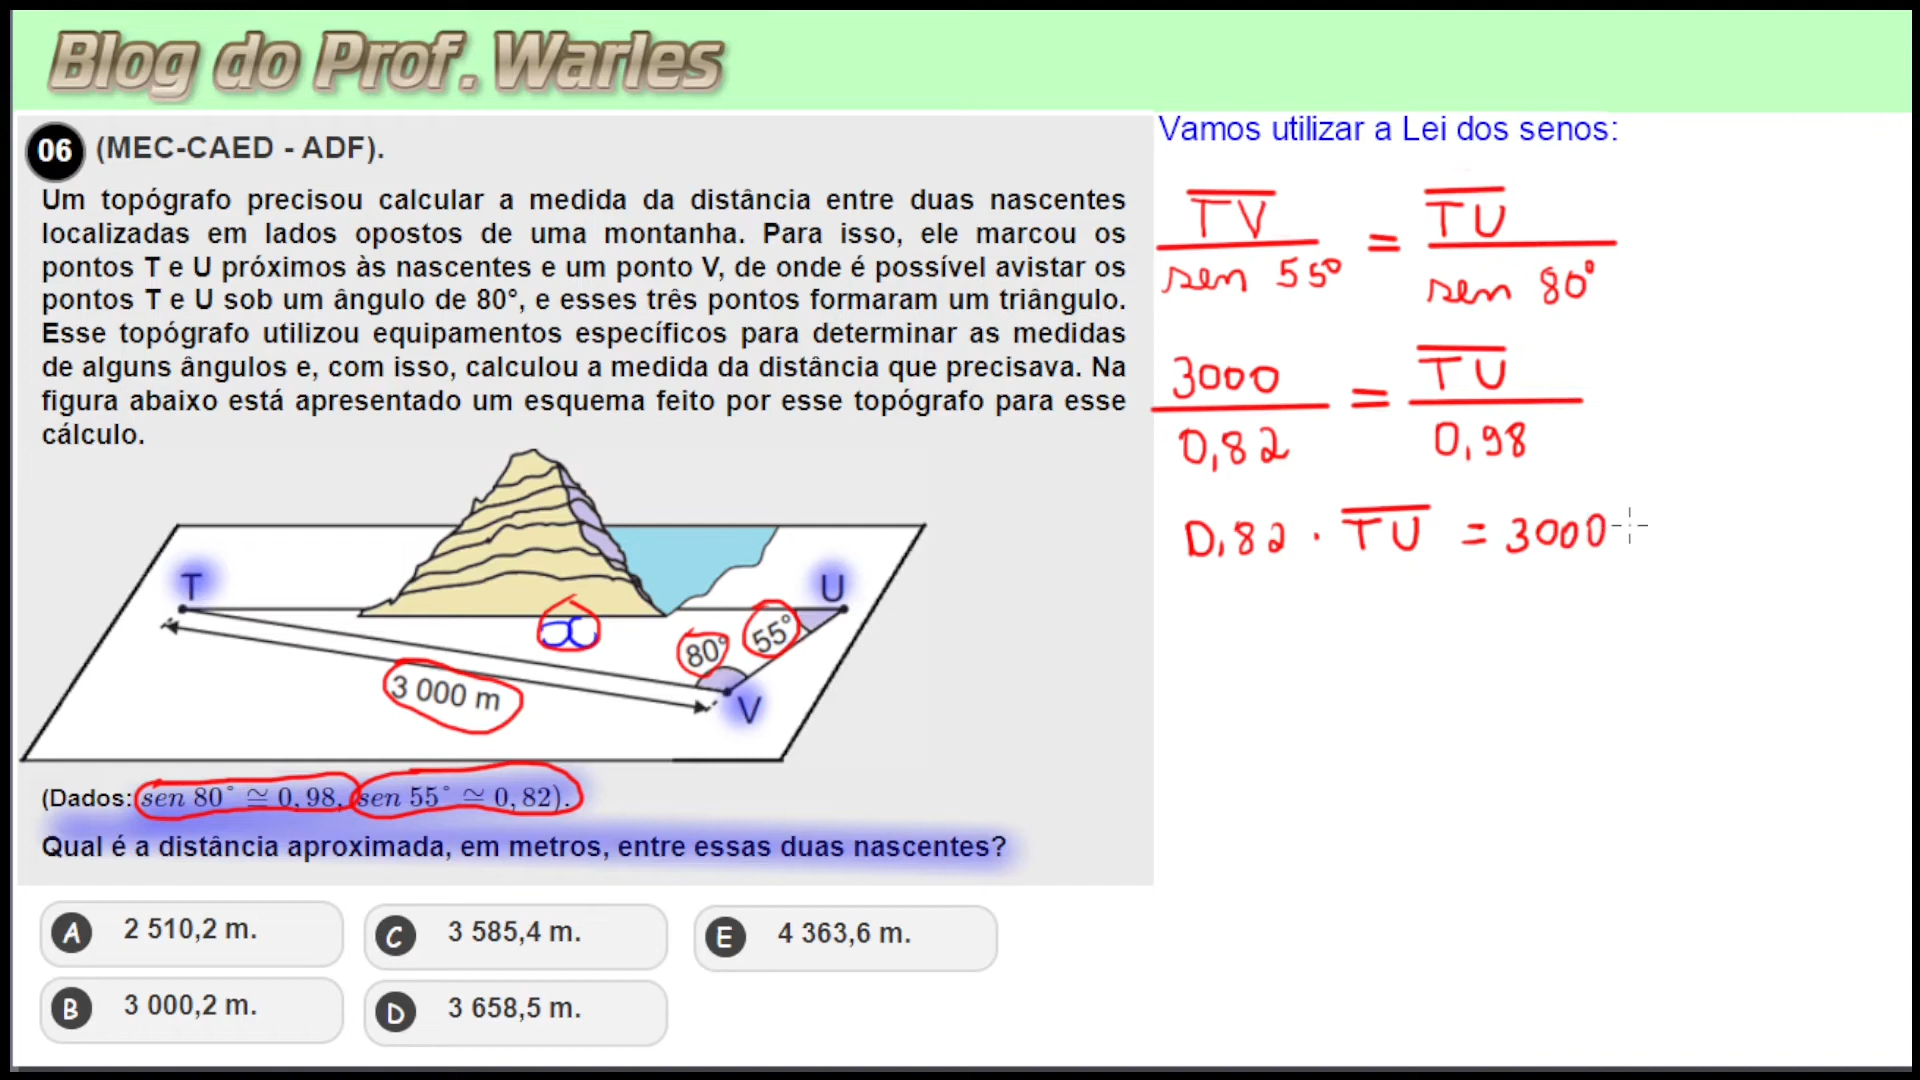 Blog do Prof. Warles
06 (MEC-CAED - ADF).
Um topógrafo precisou calcular a medida da distância entre duas nascentes
localizadas em lados opostos de uma montanha. Para isso, ele marcou os
pontos T e U próximos às nascentes e um ponto V, de onde é possível avistar os
pontos T e U sob um ângulo de 80°, e esses três pontos formaram um triângulo.
Esse topógrafo utilizou equipamentos específicos para determinar as medidas
de alguns ângulos e, com isso, calculou a medida da distância que precisava. Na
figura abaixo está apresentado um esquema feito por esse topógrafo para esse
cálculo.
T
U
x
80°
55°
3 000 m
V
(Dados: sen 80° ≅ 0, 98, sen 55° ≅ 0, 82).
Qual é a distância aproximada, em metros, entre essas duas nascentes?
A 2 510,2 m.
B 3 000,2 m.
C 3 585,4 m.
D 3 658,5 m.
E 4 363,6 m.
Vamos utilizar a Lei dos senos:
TV = TU
sen 55° sen 80°
3000 = TU
0,82 0,98
0,82 . TU = 3000